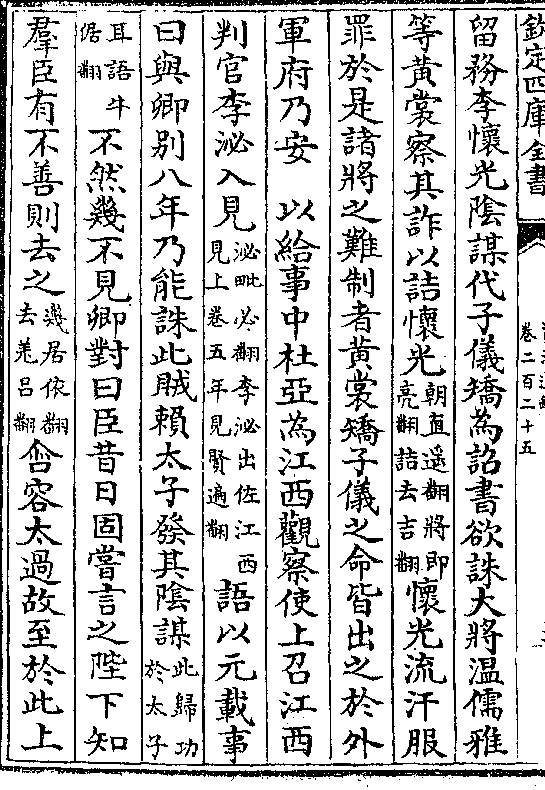 欽定四庫全書
卷二百二十五
留務李懷光陰謀代子儀矯為詔書欲誅大將温儒雅
等黄裳察其詐以詰懷光朝直遥翻將即亮翻詰去吉翻懷光流汗服
罪於是諸將之難制者黄裳矯子儀之命皆出之於外
軍府乃安　以給事中杜亞為江西觀察使上召江西
判官李泌入見泌毗必翻李泌出佐江西見上卷五年見賢遍翻語以元載事
曰與卿别八年乃能誅此賊賴太子發其陰謀此歸功於太子
耳語牛倨翻不然幾不見卿對曰臣昔日固嘗言之陛下知
羣臣有不善則去之幾居依翻去羌吕翻含容太過故至於此上